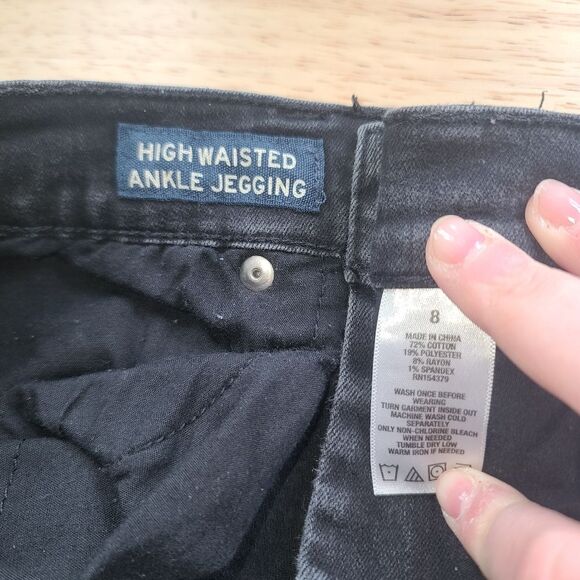 HIGH WAISTED
ANKLE JEGGING
8
MADE IN CHINA
72% COTTON
19% POLYESTER
8% RAYON
1% SPANDEX
RN154379
WASH ONCE BEFORE
WEARING
TURN GARMENT INSIDE OUT
MACHINE WASH COLD
SEPARATELY
ONLY NON-CHLORINE BLEACH
WHEN NEEDED
TUMBLE DRY LOW
WARM IRON IF NEEDED